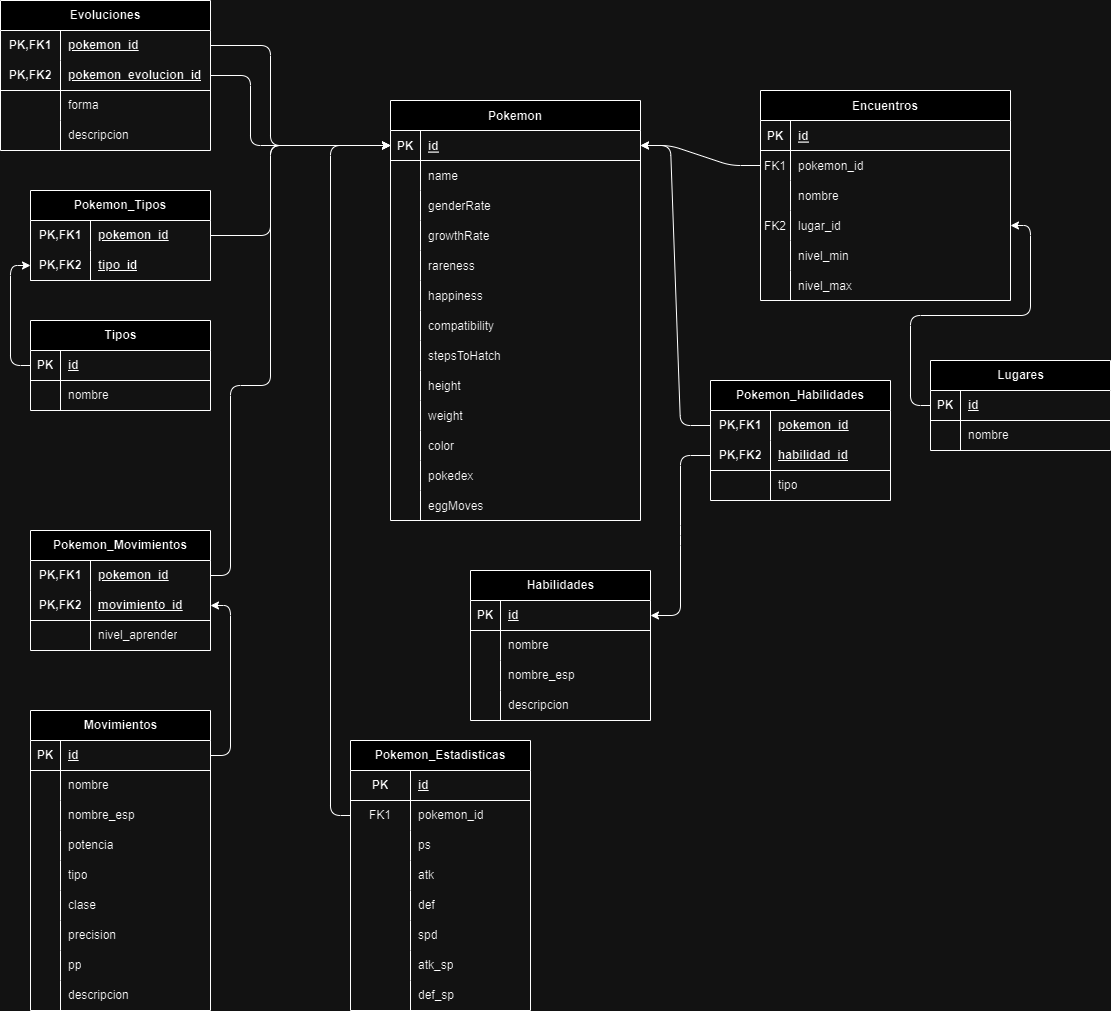 Evoluciones
PK,FK1 pokemon_id
PK,FK2 pokemon_evolucion_id
forma
descripcion
Pokemon_Tipos
PK,FK1 pokemon_id
PK,FK2 tipo_id
Tipos
PK id
nombre
Pokemon_Movimientos
PK,FK1 pokemon_id
PK,FK2 movimiento_id
nivel_aprender
Movimientos
PK id
nombre
nombre_esp
potencia
tipo
clase
precision
pp
descripcion
Pokemon
PK id
name
genderRate
growthRate
rareness
happiness
compatibility
stepsToHatch
height
weight
color
pokedex
eggMoves
Habilidades
PK id
nombre
nombre_esp
descripcion
Pokemon_Estadisticas
PK id
FK1 pokemon_id
ps
atk
def
spd
atk_sp
def_sp
Encuentros
PK id
FK1 pokemon_id
nombre
FK2 lugar_id
nivel_min
nivel_max
Pokemon_Habilidades
PK,FK1 pokemon_id
PK,FK2 habilidad_id
tipo
Lugares
PK id
nombre